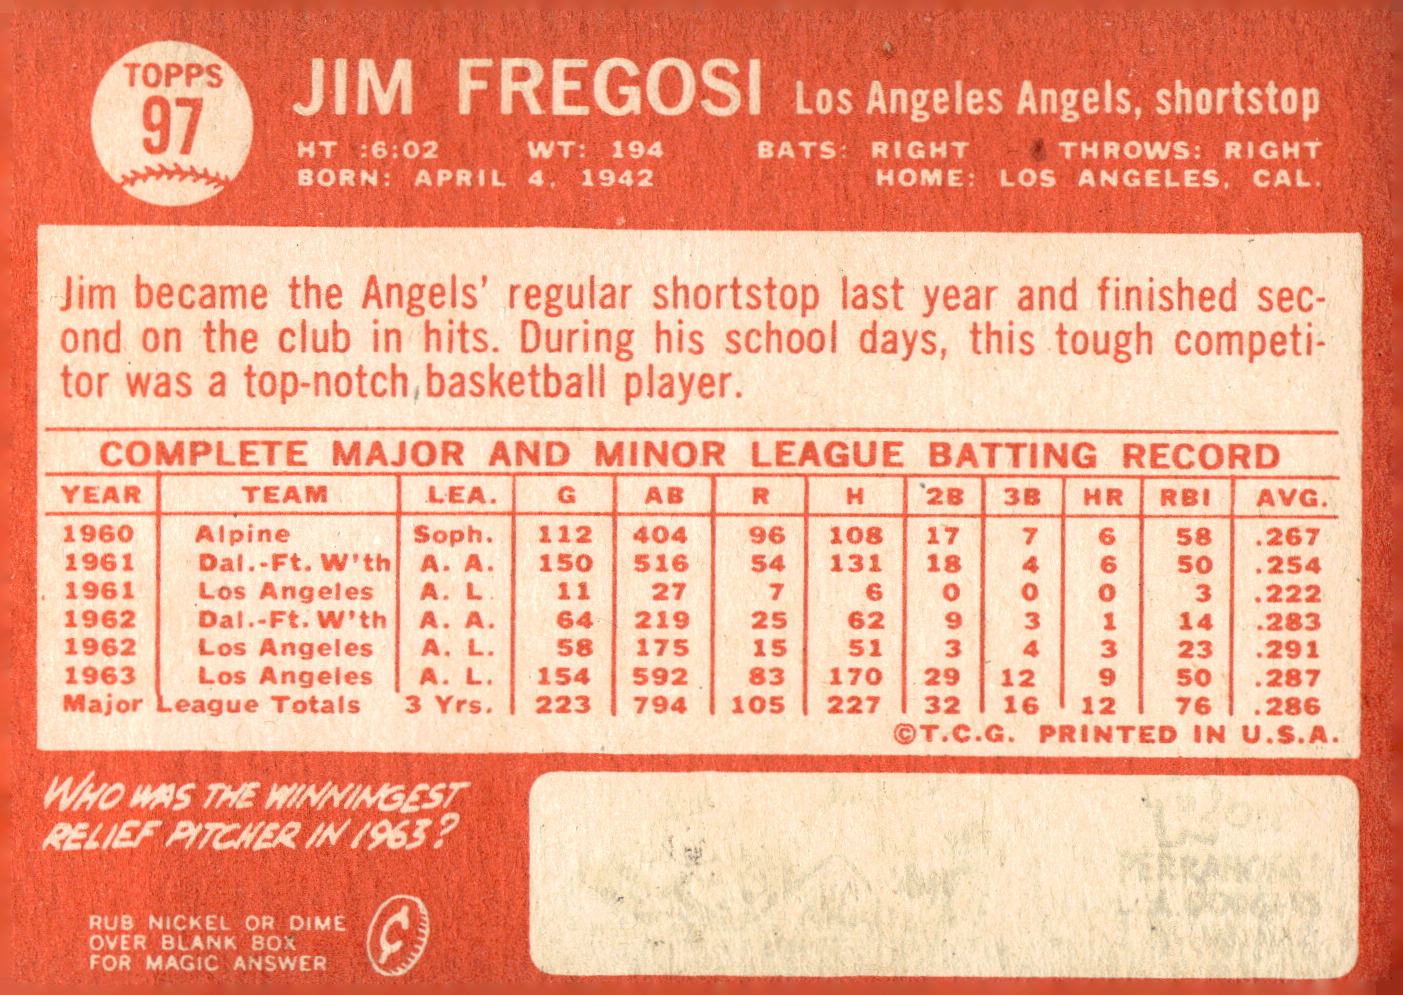 TOPPS
97
JIM FREGOSI Los Angeles Angels, shortstop
HT :6:02 WT: 194 BATS: RIGHT THROWS: RIGHT
BORN: APRIL 4, 1942 HOME: LOS ANGELES, CAL.
Jim became the Angels' regular shortstop last year and finished sec-
ond on the club in hits. During his school days, this tough competi-
tor was a top-notch basketball player.
COMPLETE MAJOR AND MINOR LEAGUE BATTING RECORD
YEAR TEAM LEA. G AB R H 2B 3B HR RBI AVG.
1960 Alpine Soph. 112 404 96 108 17 7 6 58 .267
1961 Dal.-Ft. W'th A. A. 150 516 54 131 18 4 6 50 .254
1961 Los Angeles A. L. 11 27 7 6 0 0 0 3 .222
1962 Dal.-Ft. W'th A. A. 64 219 25 62 9 3 1 14 .283
1962 Los Angeles A. L. 58 175 15 51 3 4 3 23 .291
1963 Los Angeles A. L. 154 592 83 170 29 12 9 50 .287
Major League Totals 3 Yrs. 223 794 105 227 32 16 12 76 .286
©T.C.G. PRINTED IN U.S.A.
WHO WAS THE WINNINGEST
RELIEF PITCHER IN 1963?
RUB NICKEL OR DIME
OVER BLANK BOX
FOR MAGIC ANSWER
¢